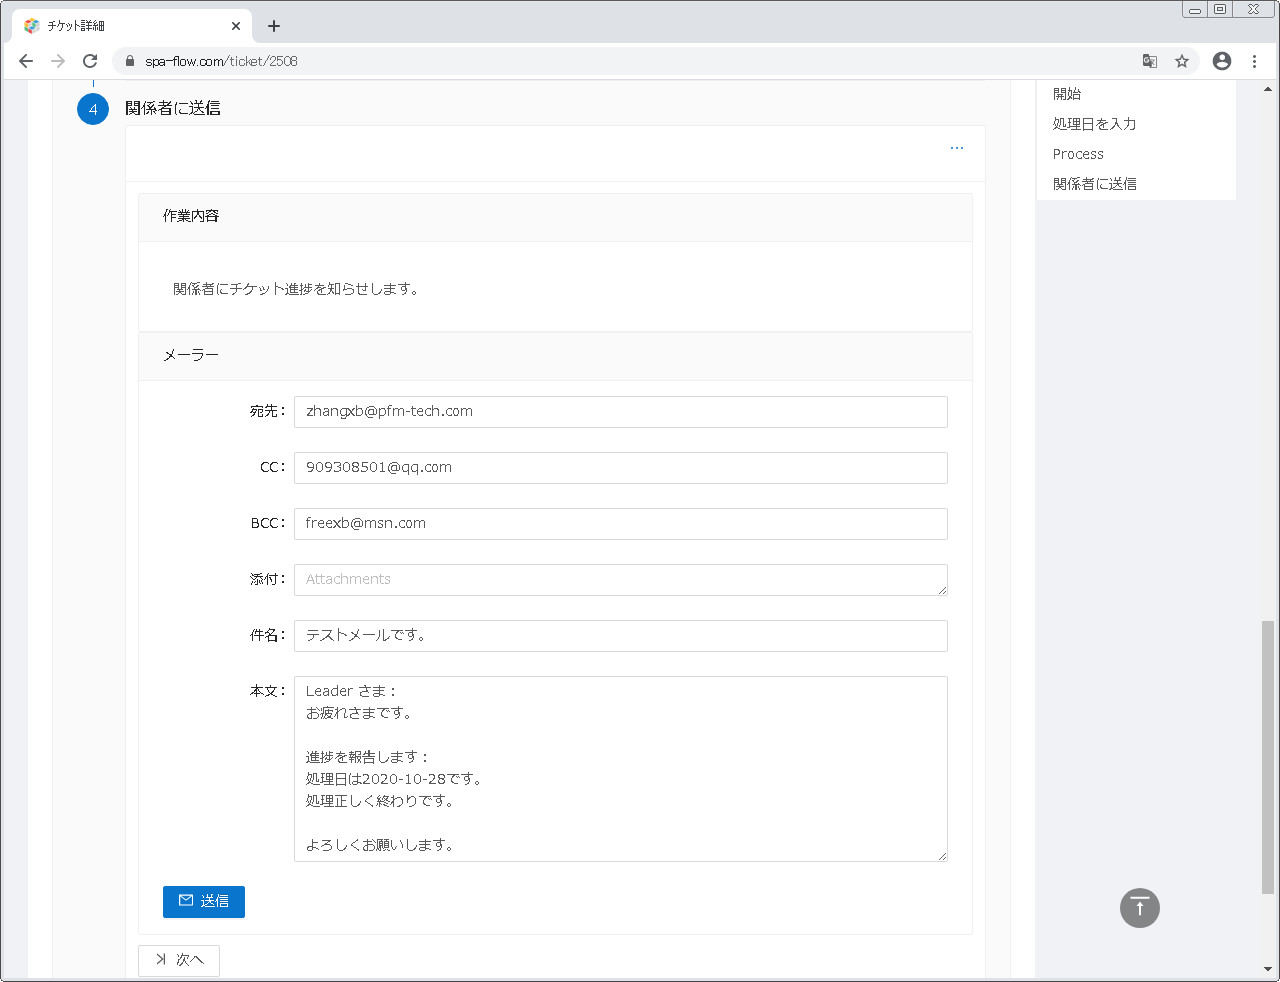 チケット詳細
spa-flow.com/ticket/2508
4 関係者に送信
...
作業内容
関係者にチケット進捗を知らせします。
メーラー
宛先： zhangxb@pfm-tech.com
CC： 909308501@qq.com
BCC： freexb@msn.com
添付： Attachments
件名： テストメールです。
本文： Leader さま：
お疲れさまです。
進捗を報告します：
処理日は2020-10-28です。
処理正しく終わりです。
よろしくお願いします。
送信
次へ
開始
処理日を入力
Process
関係者に送信